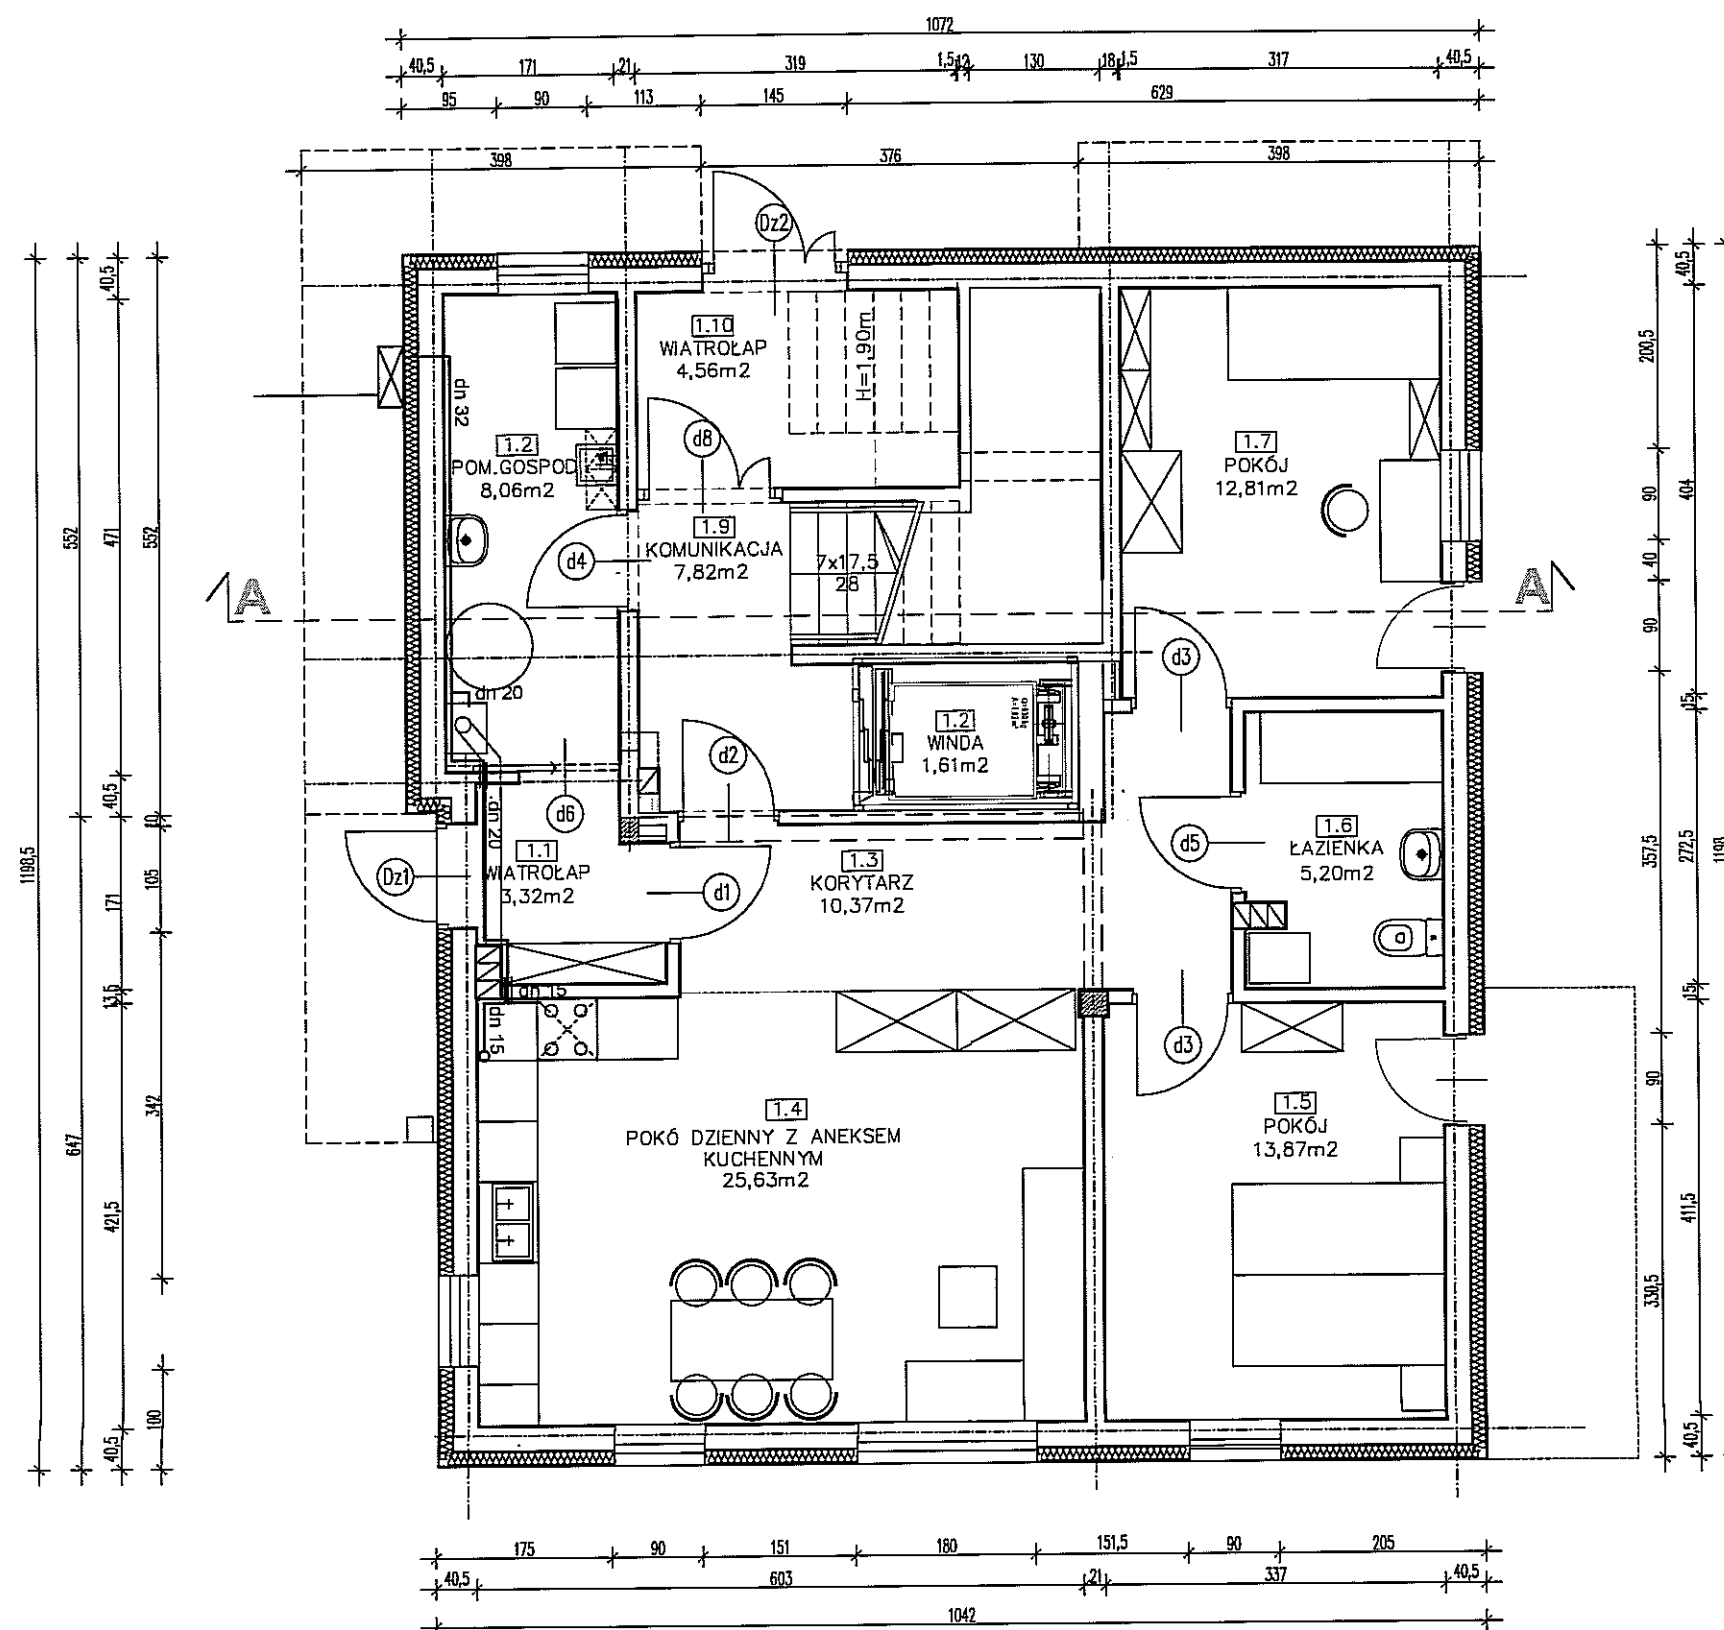 1072
40,5 171 21 319 1,5 12 130 18 1,5 317 40,5
95 90 113 145 629
398 376 398
Dz2
1.10
WIATROŁAP
4,56m2
H=1,90m
dn 32
1.2
POM.GOSPOD
8,06m2
d8
1.7
POKÓJ
12,81m2
1.9
KOMUNIKACJA
7,82m2
d4
7x17,5
28
A A
dn 20
d3
1.2
WINDA
1,61m2
d2
d6
dn 20
1.1
WIATROŁAP
3,32m2
Dz1
d1
1.3
KORYTARZ
10,37m2
d5
1.6
ŁAZIENKA
5,20m2
dn 15
dn 15
d3
1.4
POKÓ DZIENNY Z ANEKSEM
KUCHENNYM
25,63m2
1.5
POKÓJ
13,87m2
1198,5
552
647
40,5
471
40,5
171
13,5
421,5
40,5
552
10
105
342
100
200,5
90
40
90
357,5
90
330,5
40,5
404
15
272,5
15
411,5
40,5
1198
175 90 151 180 151,5 90 205
40,5 603 21 337 40,5
1042